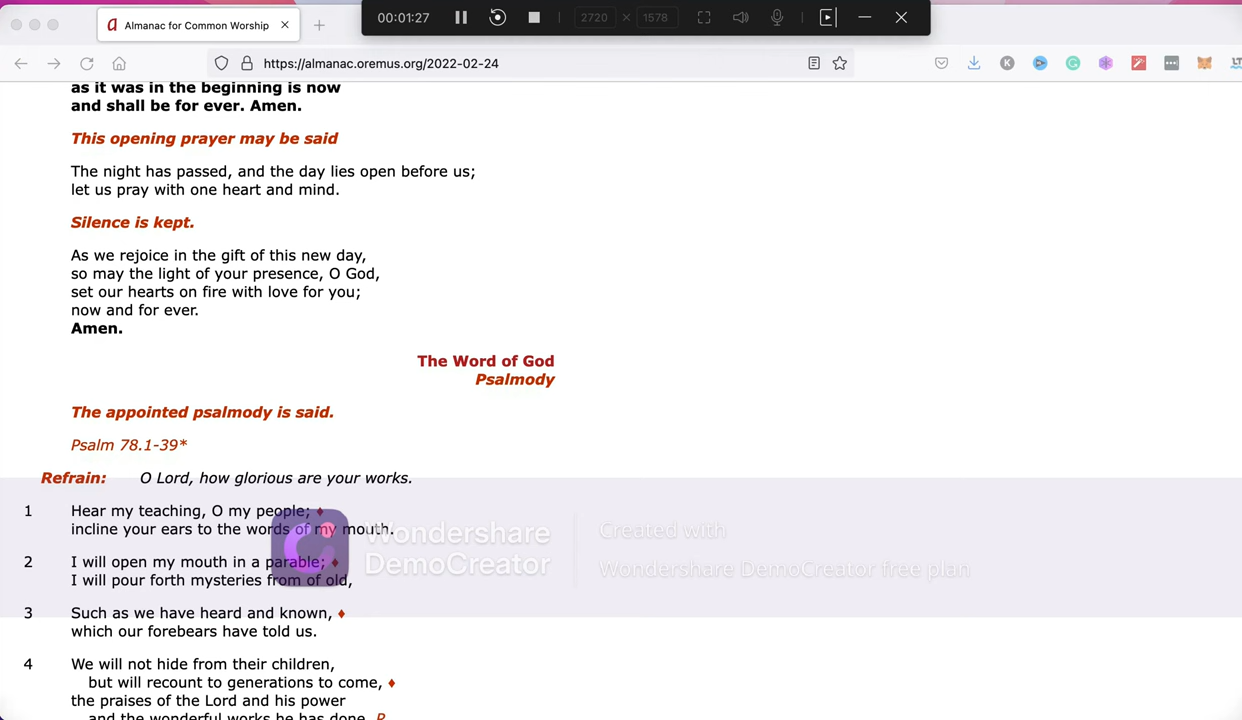 00:01:27
2720 × 1578
a Almanac for Common Worship
https://almanac.oremus.org/2022-02-24
K
LT
as it was in the beginning is now
and shall be for ever. Amen.
This opening prayer may be said
The night has passed, and the day lies open before us;
let us pray with one heart and mind.
Silence is kept.
As we rejoice in the gift of this new day,
so may the light of your presence, O God,
set our hearts on fire with love for you;
now and for ever.
Amen.
The Word of God
Psalmody
The appointed psalmody is said.
Psalm 78.1-39*
Refrain: O Lord, how glorious are your works.
1 Hear my teaching, O my people; ♦
incline your ears to the words of my mouth.
2 I will open my mouth in a parable; ♦
I will pour forth mysteries from of old,
Wondershare
DemoCreator
Created with
Wondershare DemoCreator free plan
3 Such as we have heard and known, ♦
which our forebears have told us.
4 We will not hide from their children,
but will recount to generations to come, ♦
the praises of the Lord and his power
and the wonderful works he has done. R